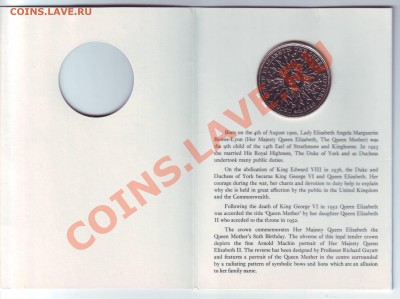 COINS.LAVE.RU
COINS.LAVE.RU
Born on the 4th of August 1900, Lady Elizabeth Angela Marguerite
Bowes-Lyon (Her Majesty Queen Elizabeth, The Queen Mother) was
the 9th child of the 14th Earl of Strathmore and Kinghorne. In 1923
she married His Royal Highness, The Duke of York and as Duchess
undertook many public duties.
On the abdication of King Edward VIII in 1936, the Duke and
Duchess of York became King George VI and Queen Elizabeth. Her
courage during the war, her charm and devotion to duty help to explain
why she is held in great affection by the public in the United Kingdom
and the Commonwealth.
Following the death of King George VI in 1952 Queen Elizabeth
was accorded the title 'Queen Mother' by her daughter Queen Elizabeth
II who acceded to the throne in 1952.
The crown commemorates Her Majesty Queen Elizabeth the
Queen Mother's 80th Birthday. The obverse of this legal tender crown
depicts the fine Arnold Machin portrait of Her Majesty Queen
Elizabeth II. The reverse has been designed by Professor Richard Guyatt
and features a portrait of the Queen Mother in the centre surrounded
by a radiating pattern of symbolic bows and lions which are an allusion to
her family name.
COINS.LAVE.RU